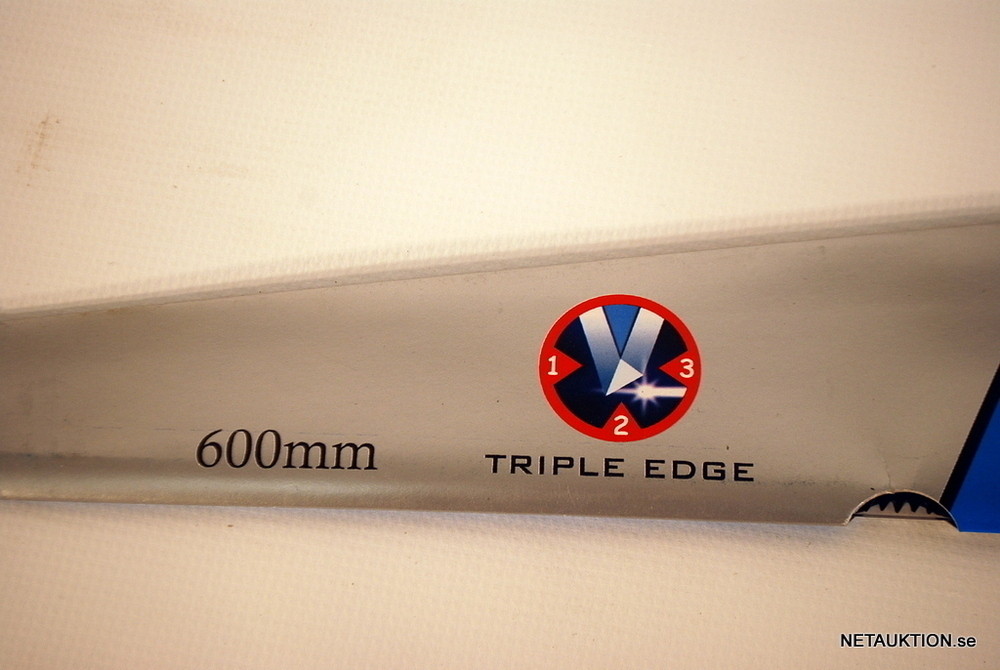 1 3
2
600mm
TRIPLE EDGE
NETAUKTION.se